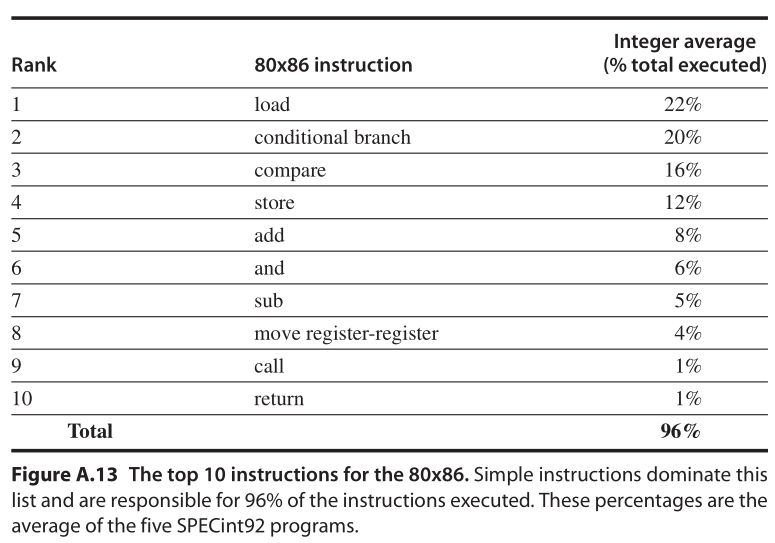 Integer average
Rank 80x86 instruction (% total executed)
1 load 22%
2 conditional branch 20%
3 compare 16%
4 store 12%
5 add 8%
6 and 6%
7 sub 5%
8 move register-register 4%
9 call 1%
10 return 1%
Total 96%
Figure A.13 The top 10 instructions for the 80x86. Simple instructions dominate this
list and are responsible for 96% of the instructions executed. These percentages are the
average of the five SPECint92 programs.